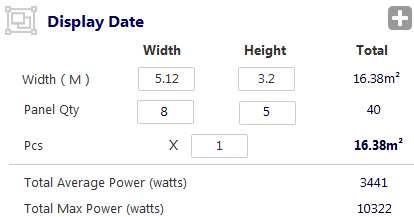 Display Date
Width Height Total
Width ( M ) 5.12 3.2 16.38m²
Panel Qty 8 5 40
Pcs X 1 16.38m²
Total Average Power (watts) 3441
Total Max Power (watts) 10322